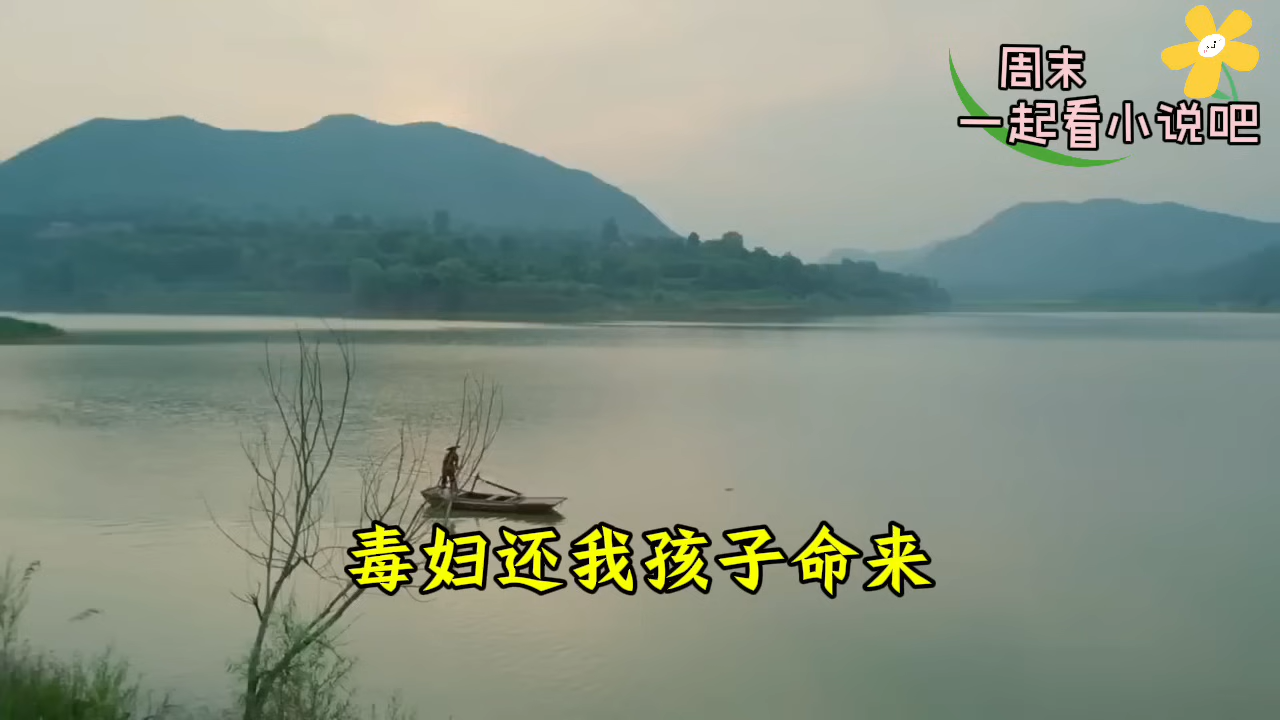 周末
一起看小说吧
毒妇还我孩子命来